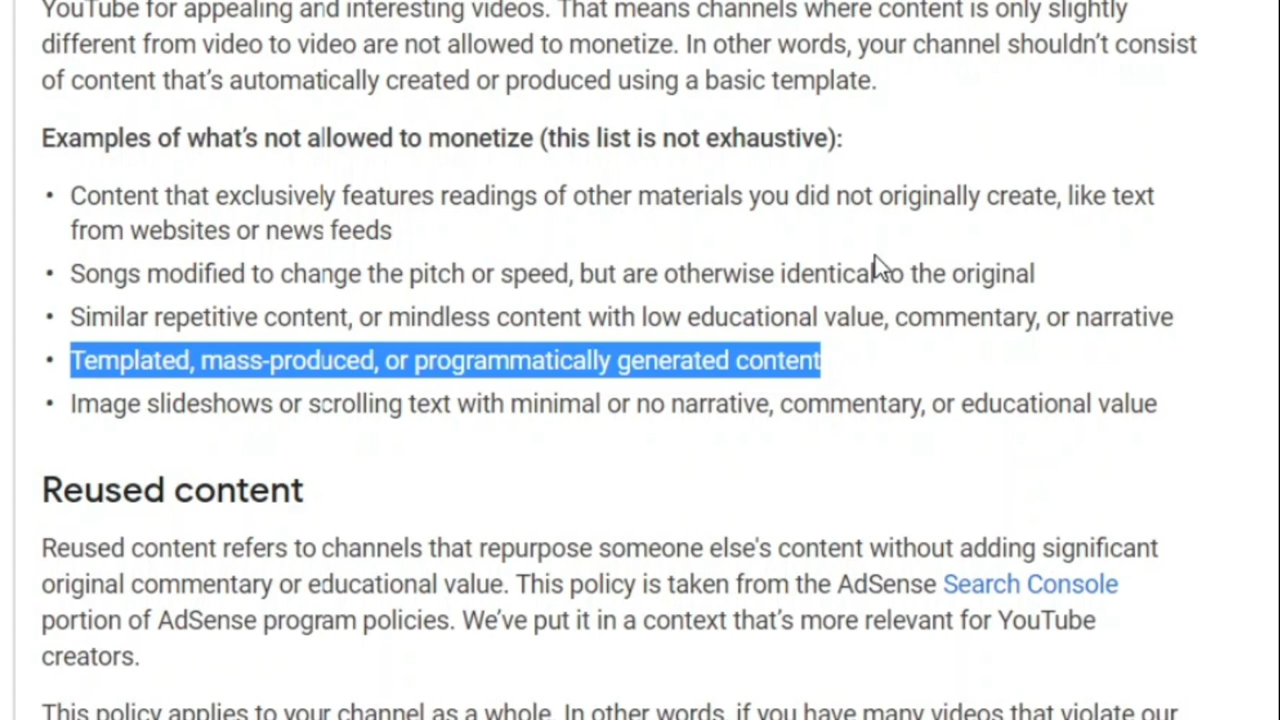 YouTube for appealing and interesting videos. That means channels where content is only slightly
different from video to video are not allowed to monetize. In other words, your channel shouldn’t consist
of content that’s automatically created or produced using a basic template.
Examples of what’s not allowed to monetize (this list is not exhaustive):
• Content that exclusively features readings of other materials you did not originally create, like text
from websites or news feeds
• Songs modified to change the pitch or speed, but are otherwise identical to the original
• Similar repetitive content, or mindless content with low educational value, commentary, or narrative
• Templated, mass-produced, or programmatically generated content
• Image slideshows or scrolling text with minimal or no narrative, commentary, or educational value
Reused content
Reused content refers to channels that repurpose someone else's content without adding significant
original commentary or educational value. This policy is taken from the AdSense Search Console
portion of AdSense program policies. We’ve put it in a context that’s more relevant for YouTube
creators.
This policy applies to your channel as a whole. In other words, if you have many videos that violate our